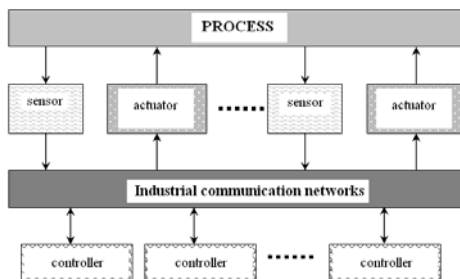 PROCESS
sensor
actuator
sensor
actuator
Industrial communication networks
controller
controller
controller